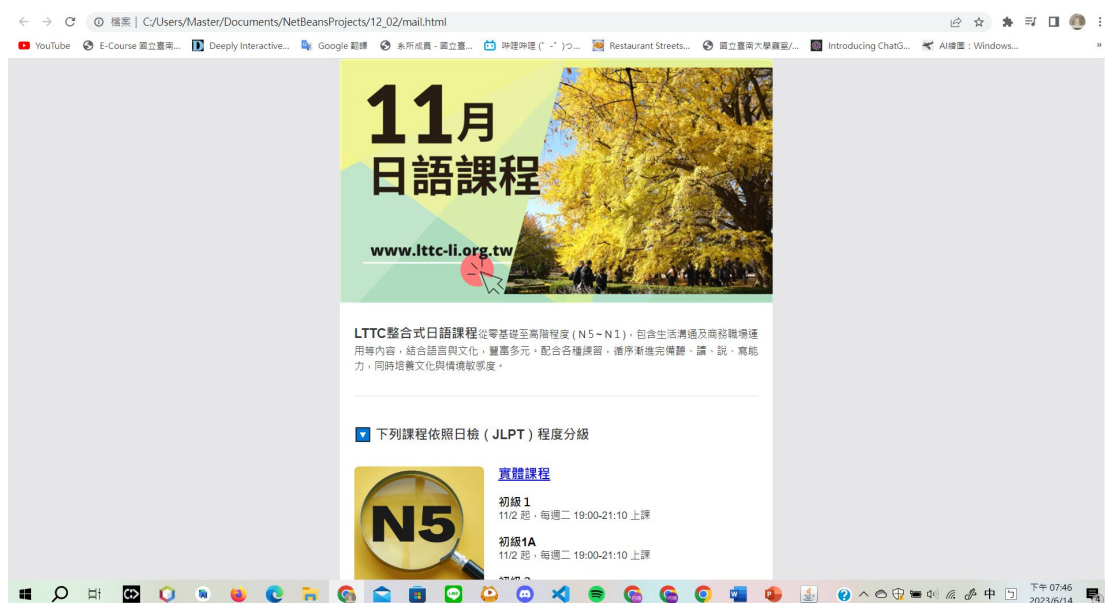 檔案 | C:/Users/Master/Documents/NetBeansProjects/12_02/mail.html
YouTube E-Course 國立臺南... Deeply Interactive... Google 翻譯 系所成員 - 國立臺... Restaurant Streets... 國立臺南大學廳室/... Introducing ChatG... AI繪圖：Windows... »
11月
日語課程
www.lttc-li.org.tw
LTTC整合式日語課程從零基礎至高階程度 ( N 5 ~ N 1 )，包含生活溝通及商務職場運
用等內容，結合語言與文化，豐富多元。配合各種練習，循序漸進完備聽、讀、說、寫能
力，同時培養文化與情境敏感度。
下列課程依照日檢 ( JLPT ) 程度分級
N5
實體課程
初級 1
11/2 起，每週二 19:00-21:10 上課
初級1A
11/2 起，每週二 19:00-21:10 上課
中
下午 07:46
2023/6/14